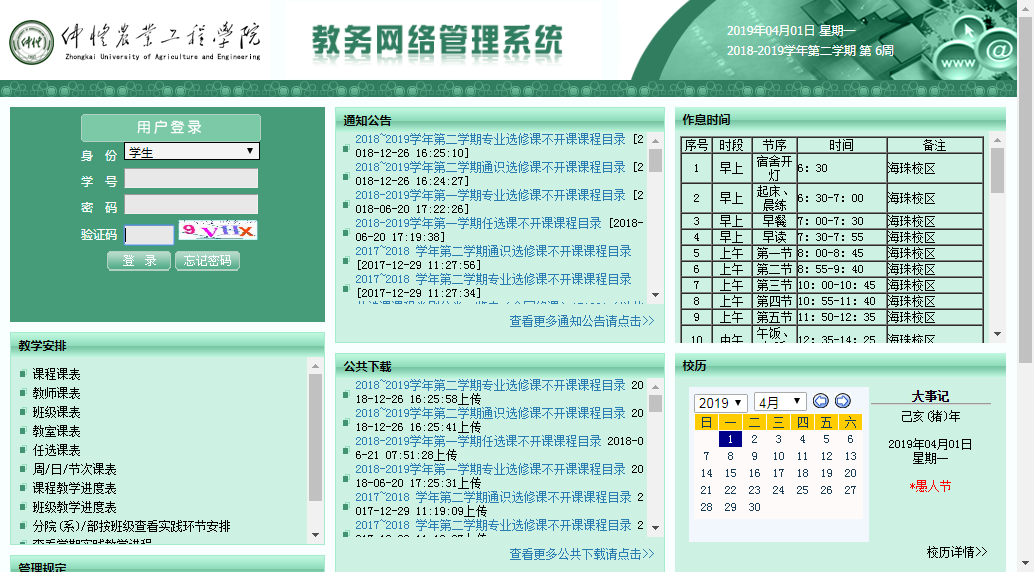 仲恺农业工程学院
Zhongkai University of Agriculture and Engineering
教务网络管理系统
2019年04月01日 星期一
2018-2019学年第二学期 第 6周
www
@
用户登录
身 份 学生
学 号
密 码
验证码
登 录 忘记密码
教学安排
课程课表
教师课表
班级课表
教室课表
任选课表
周/日/节次课表
课程教学进度表
班级教学进度表
分院(系)/部按班级查看实践环节安排
查看学期实践教学进程
教学规定
通知公告
2018~2019学年第二学期专业选修课不开课课程目录 [2
018-12-26 16:25:10]
2018~2019学年第二学期通识选修课不开课课程目录 [2
018-12-26 16:24:27]
2018-2019学年第一学期专业选修课不开课课程目录 [2
018-06-20 17:22:26]
2018-2019学年第一学期任选课不开课课程目录 [2018-
06-20 17:19:38]
2017~2018 学年第二学期通识选修课不开课课程目录
[2017-12-29 11:27:56]
2017~2018 学年第二学期专业选修课不开课课程目录
[2017-12-29 11:27:34]
查看更多通知公告请点击>>
公共下载
2018~2019学年第二学期专业选修课不开课课程目录 20
18-12-26 16:25:58上传
2018~2019学年第二学期通识选修课不开课课程目录 20
18-12-26 16:25:41上传
2018-2019学年第一学期任选课不开课课程目录 2018-0
6-21 07:51:28上传
2018-2019学年第一学期专业选修课不开课课程目录 20
18-06-20 17:25:31上传
2017~2018 学年第二学期通识选修课不开课课程目录 2
017-12-29 11:19:09上传
2017~2018 学年第二学期专业选修课不开课课程目录 2
查看更多公共下载请点击>>
作息时间
序号 时段 节序 时间 备注
1 早上 宿舍开灯 6：30 海珠校区
2 早上 起床、晨练 6：30-7：00 海珠校区
3 早上 早餐 7：00-7：30 海珠校区
4 早上 早读 7：30-7：55 海珠校区
5 上午 第一节 8：00-8：45 海珠校区
6 上午 第二节 8：55-9：40 海珠校区
7 上午 第三节 10：00-10：45 海珠校区
8 上午 第四节 10：55-11：40 海珠校区
9 上午 第五节 11：50-12：35 海珠校区
10 中午 午饭、 12：35-14：25 海珠校区
校历
2019 4月
日 一 二 三 四 五 六
1 2 3 4 5 6
7 8 9 10 11 12 13
14 15 16 17 18 19 20
21 22 23 24 25 26 27
28 29 30
大事记
己亥(猪)年
2019年04月01日
星期一
*愚人节
校历详情>>